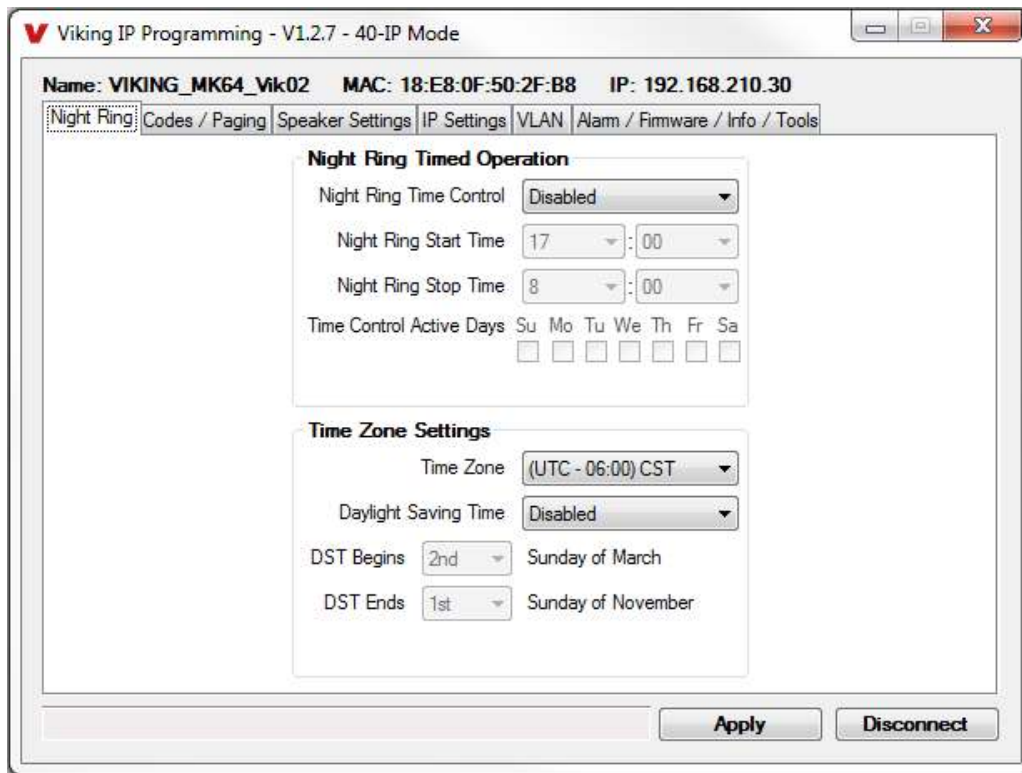 Viking IP Programming - V1.2.7 - 40-IP Mode
Name: VIKING_MK64_Vik02 MAC: 18:E8:0F:50:2F:B8 IP: 192.168.210.30
Night Ring Codes / Paging Speaker Settings IP Settings VLAN Alarm / Firmware / Info / Tools
Night Ring Timed Operation
Night Ring Time Control Disabled
Night Ring Start Time 17 : 00
Night Ring Stop Time 8 : 00
Time Control Active Days Su Mo Tu We Th Fr Sa
Time Zone Settings
Time Zone (UTC - 06:00) CST
Daylight Saving Time Disabled
DST Begins 2nd Sunday of March
DST Ends 1st Sunday of November
Apply Disconnect